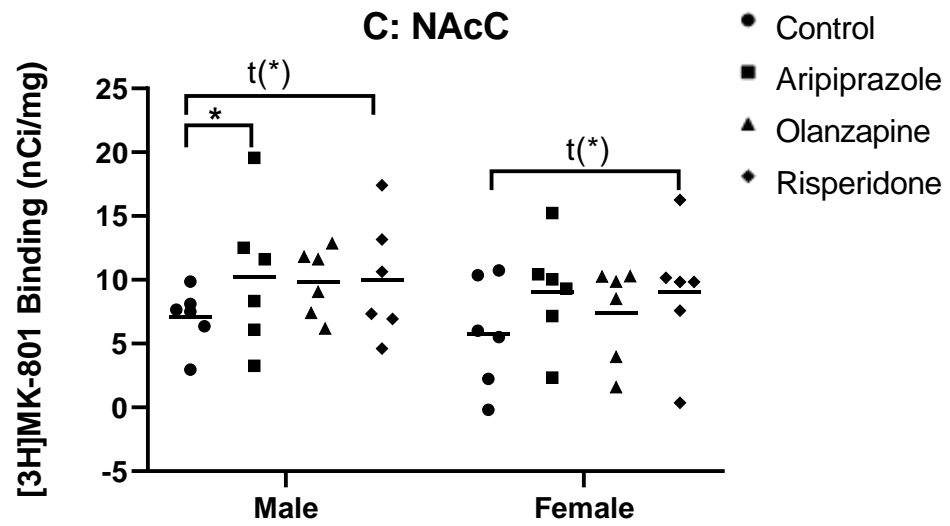 C: NAcC
Control
Aripiprazole
Olanzapine
Risperidone
[3H]MK-801 Binding (nCi/mg)
25
20
15
10
5
0
-5
t(*)
*
t(*)
Male
Female